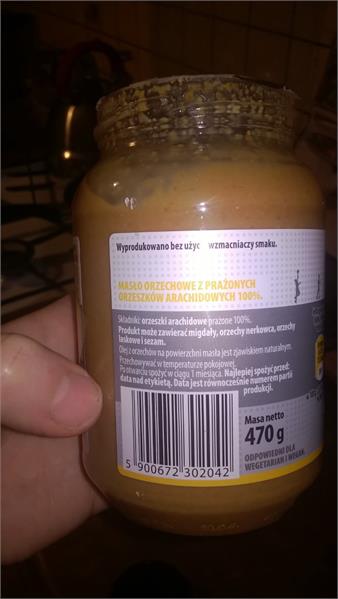 Wyprodukowano bez użyc wzmacniaczy smaku.
MASŁO ORZECHOWE Z PRAŻONYCH
ORZESZKÓW ARACHIDOWYCH 100%.
Składniki: orzeszki arachidowe prażone 100%.
Produkt może zawierać migdały, orzechy nerkowca, orzechy
laskowe i sezam.
Olej z orzechów na powierzchni masła jest zjawiskiem naturalnym.
Przechowywać w temperaturze pokojowej.
Po otwarciu spożyć w ciągu 1 miesiąca. Najlepiej spożyć przed:
data nad etykietą. Data jest równocześnie numerem partii
produkcji.
Masa netto
470 g
ODPOWIEDNI DLA
WEGETARIAN I WEGAN
5 900672 302042